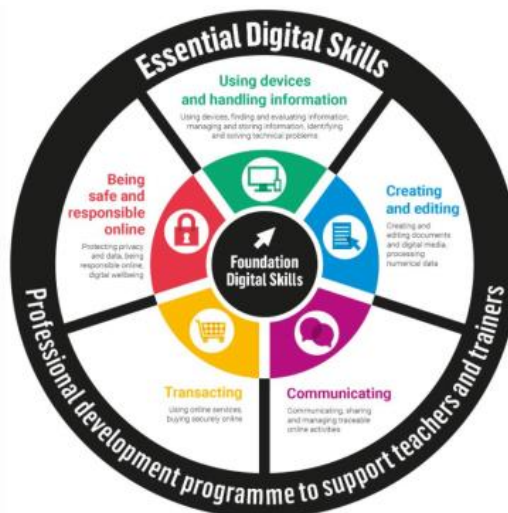 Essential Digital Skills
Using devices
and handling information
Using devices, finding and evaluating information,
managing and storing information, identifying
and solving technical problems
Being
safe and
responsible
online
Protecting privacy
and data, being
responsible online,
digital wellbeing
Creating
and editing
Creating and
editing documents
and digital media,
processing
numerical data
Foundation
Digital Skills
Transacting
Using online services,
buying securely online
Communicating
Communicating, sharing
and managing traceable
online activities
Professional development programme to support teachers and trainers